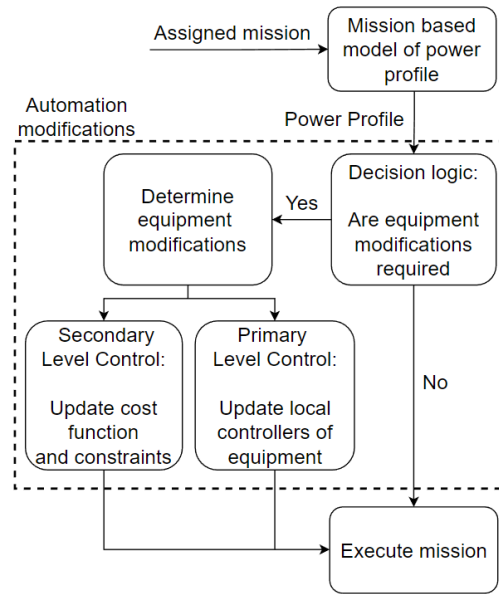 Assigned mission
Mission based
model of power
profile
Automation
modifications
Power Profile
Decision logic:
Are equipment
modifications
required
Yes
Determine
equipment
modifications
Secondary
Level Control:
Update cost
function
and constraints
Primary
Level Control:
Update local
controllers of
equipment
No
Execute mission